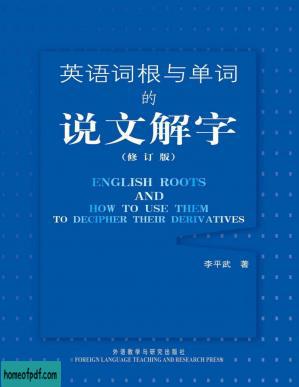 英语词根与单词
的
说文解字
(修订版)
ENGLISH ROOTS
AND
HOW TO USE THEM
TO DECIPHER THEIR DERIVATIVES
李平武 著
外语教学与研究出版社
FOREIGN LANGUAGE TEACHING AND RESEARCH PRESS
homeofpdf.com
homeofpdf.com